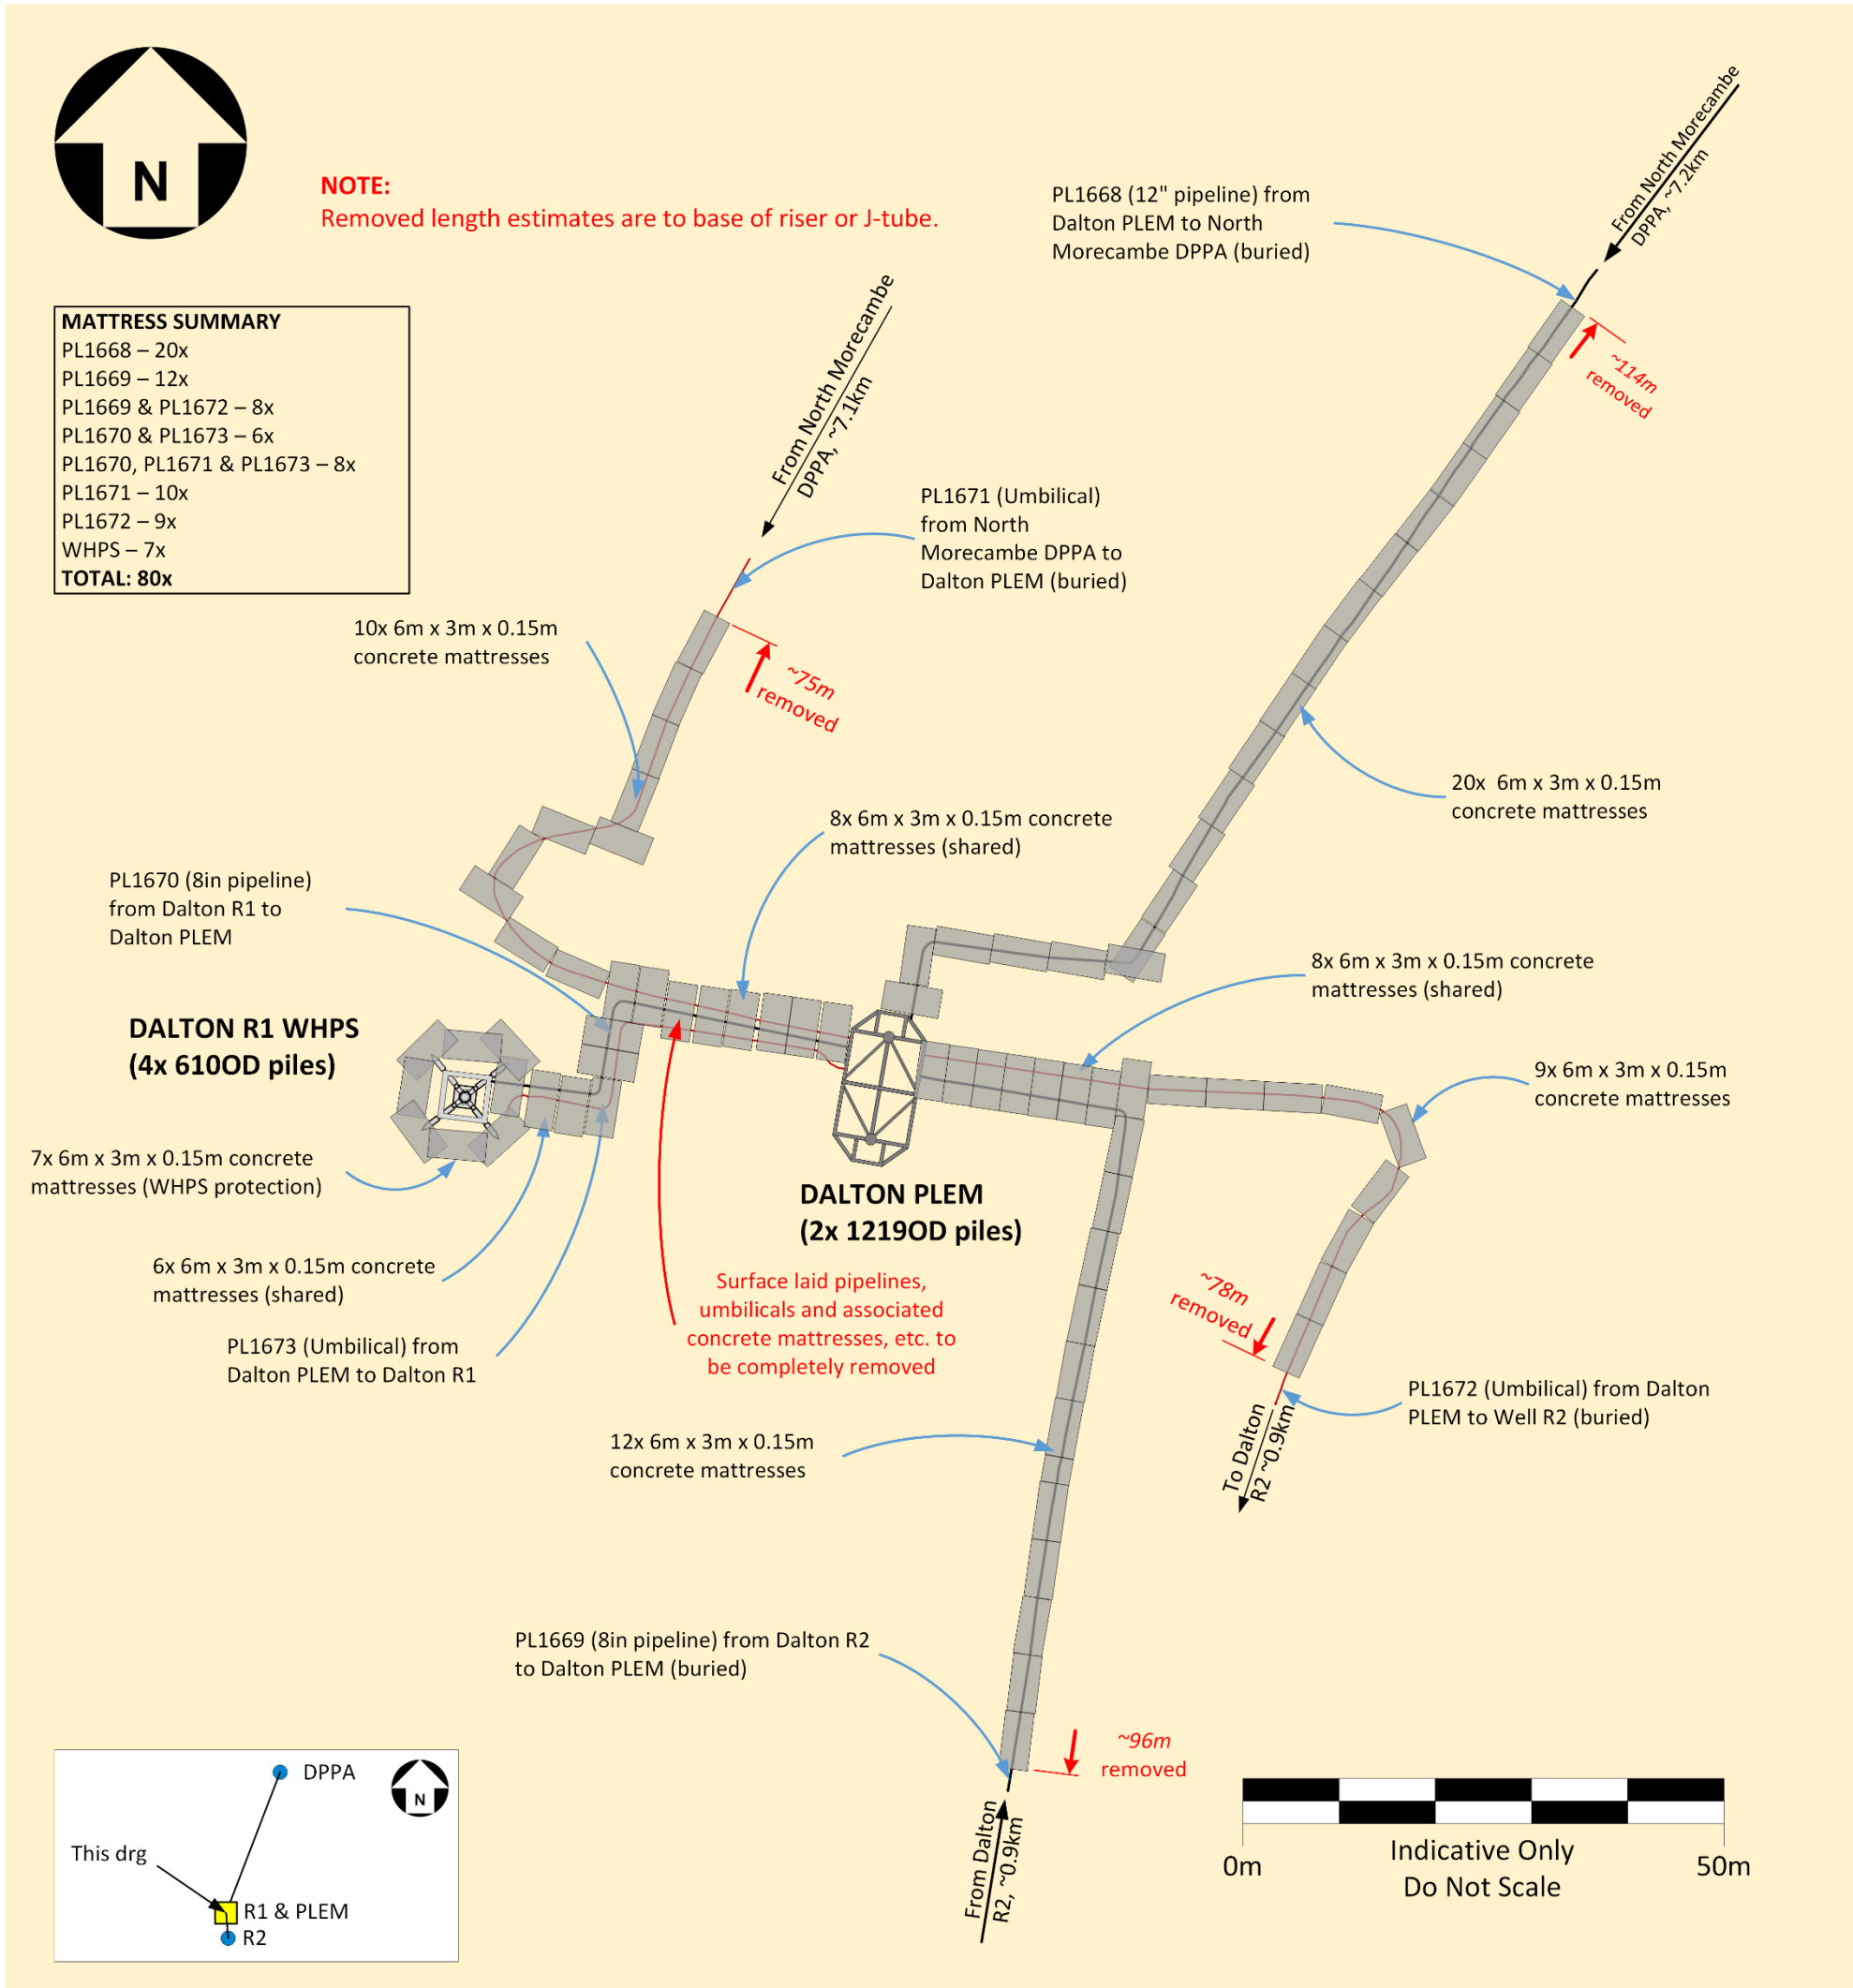 N
NOTE:
Removed length estimates are to base of riser or J-tube.
MATTRESS SUMMARY
PL1668 – 20x
PL1669 – 12x
PL1669 & PL1672 – 8x
PL1670 & PL1673 – 6x
PL1670, PL1671 & PL1673 – 8x
PL1671 – 10x
PL1672 – 9x
WHPS – 7x
TOTAL: 80x
PL1668 (12" pipeline) from
Dalton PLEM to North
Morecambe DPPA (buried)
From North Morecambe
DPPA, ~7.2km
~114m
removed
From North Morecambe
DPPA, ~7.1km
PL1671 (Umbilical)
from North
Morecambe DPPA to
Dalton PLEM (buried)
10x 6m x 3m x 0.15m
concrete mattresses
~75m
removed
20x  6m x 3m x 0.15m
concrete mattresses
8x 6m x 3m x 0.15m concrete
mattresses (shared)
PL1670 (8in pipeline)
from Dalton R1 to
Dalton PLEM
8x 6m x 3m x 0.15m concrete
mattresses (shared)
DALTON R1 WHPS
(4x 610OD piles)
9x 6m x 3m x 0.15m
concrete mattresses
7x 6m x 3m x 0.15m concrete
mattresses (WHPS protection)
DALTON PLEM
(2x 1219OD piles)
6x 6m x 3m x 0.15m concrete
mattresses (shared)
Surface laid pipelines,
umbilicals and associated
concrete mattresses, etc. to
be completely removed
~78m
removed
PL1673 (Umbilical) from
Dalton PLEM to Dalton R1
PL1672 (Umbilical) from Dalton
PLEM to Well R2 (buried)
To Dalton
R2 ~0.9km
12x 6m x 3m x 0.15m
concrete mattresses
PL1669 (8in pipeline) from Dalton R2
to Dalton PLEM (buried)
~96m
removed
From Dalton
R2, ~0.9km
DPPA
N
This drg
R1 & PLEM
R2
0m
Indicative Only
Do Not Scale
50m